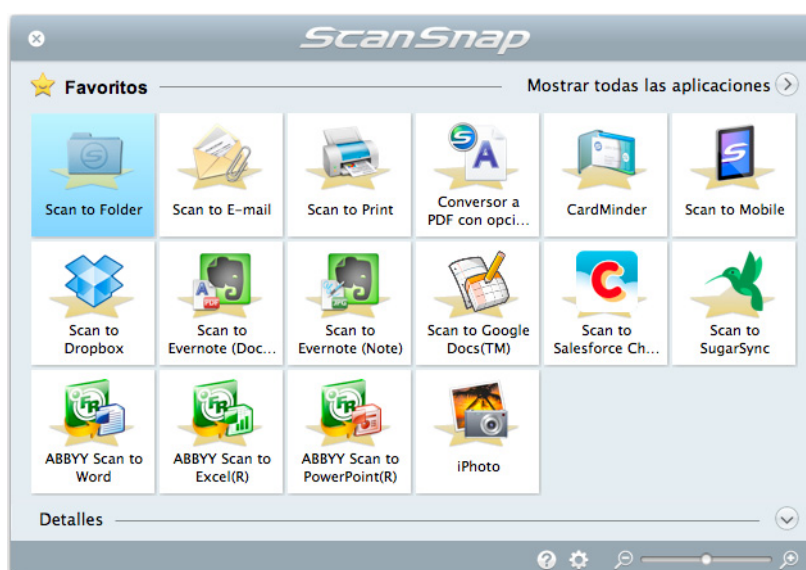 ScanSnap
Favoritos
Mostrar todas las aplicaciones
Scan to Folder
Scan to E-mail
Scan to Print
Conversor a
PDF con opci...
CardMinder
Scan to Mobile
Scan to
Dropbox
Scan to
Evernote (Doc...
Scan to
Evernote (Note)
Scan to Google
Docs(TM)
Scan to
Salesforce Ch...
Scan to
SugarSync
ABBYY Scan to
Word
ABBYY Scan to
Excel(R)
ABBYY Scan to
PowerPoint(R)
iPhoto
Detalles